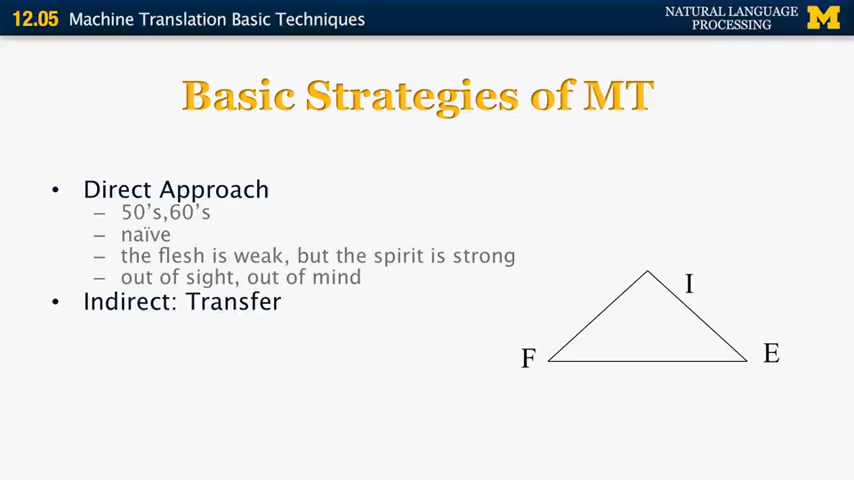 12.05 Machine Translation Basic Techniques
NATURAL LANGUAGE
PROCESSING
M
Basic Strategies of MT
• Direct Approach
– 50's,60's
– naïve
– the flesh is weak, but the spirit is strong
– out of sight, out of mind
• Indirect: Transfer
I
F
E